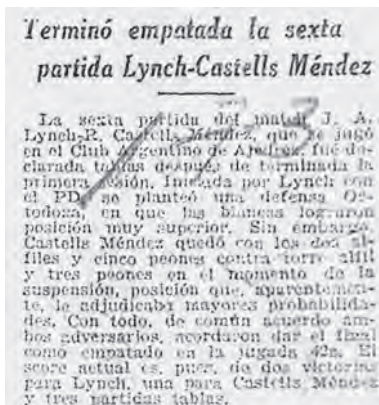 Terminó empatada la sexta
partida Lynch-Castells Méndez
La sexta partida del match J. A.
Lynch-R. Castells Méndez, que se jugó
en el Club Argentino de Ajedrez, fué de-
clarada tablas después de terminada la
primera sesión. Iniciada por Lynch con
el PD, se planteó una defensa Or-
todoxa, en que las blancas lograron
posición muy superior. Sin embargo,
Castells Méndez quedó con los dos al-
files y cinco peones contra torre alfil
y tres peones en el momento de la
suspensión, posición que, aparentemen-
te, le adjudicaba mayores probabilida-
des. Con todo, de común acuerdo am-
bos adversarios, acordaron dar el final
como empatado en la jugada 42a. El
score actual es, pues, de dos victorias
para Lynch, una para Castells Méndez
y tres partidas tablas.